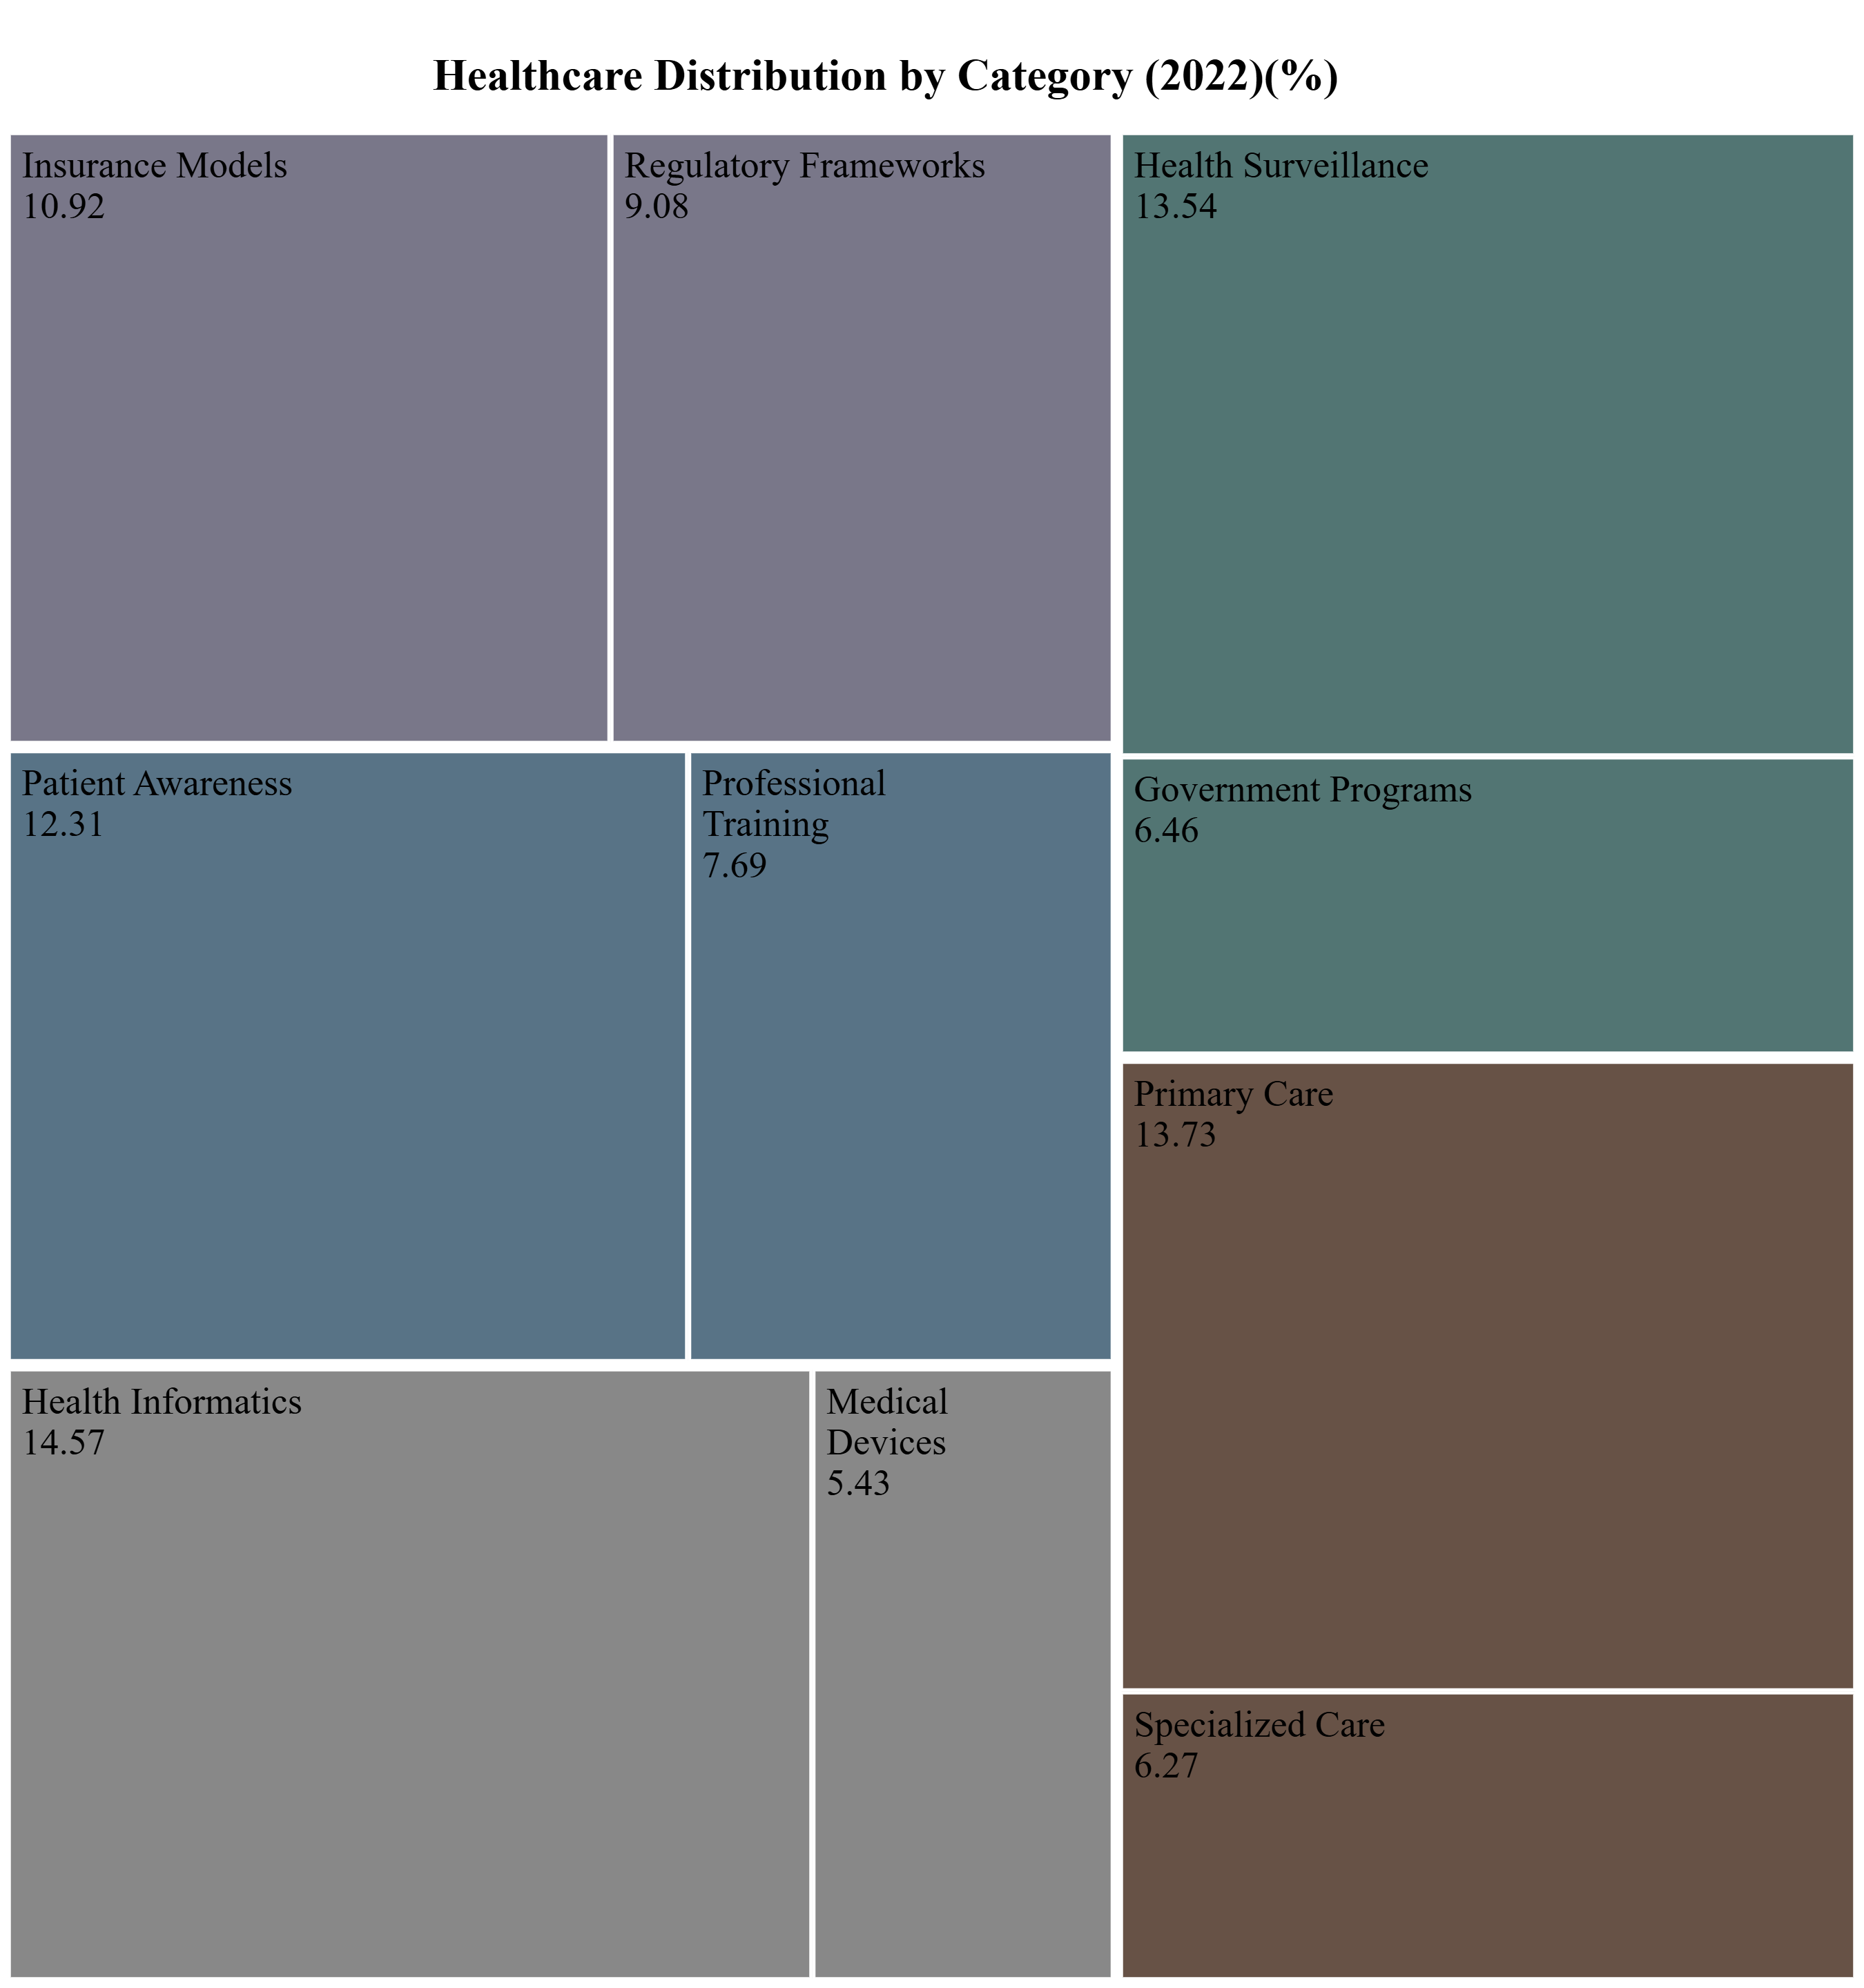 Healthcare Distribution by Category (2022)(%)
Insurance Models
10.92
Regulatory Frameworks
9.08
Health Surveillance
13.54
Patient Awareness
12.31
Professional
Training
7.69
Government Programs
6.46
Primary Care
13.73
Health Informatics
14.57
Medical
Devices
5.43
Specialized Care
6.27